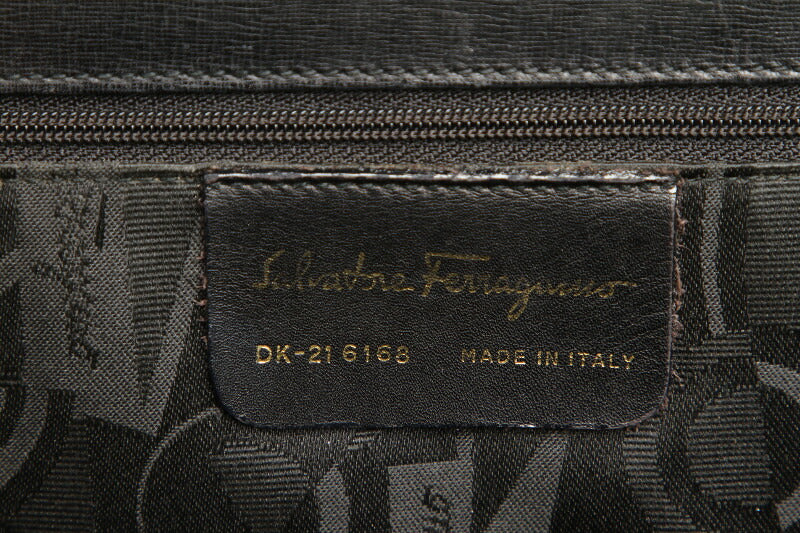 Salvatore Ferragamo
DK-21 6168 MADE IN ITALY